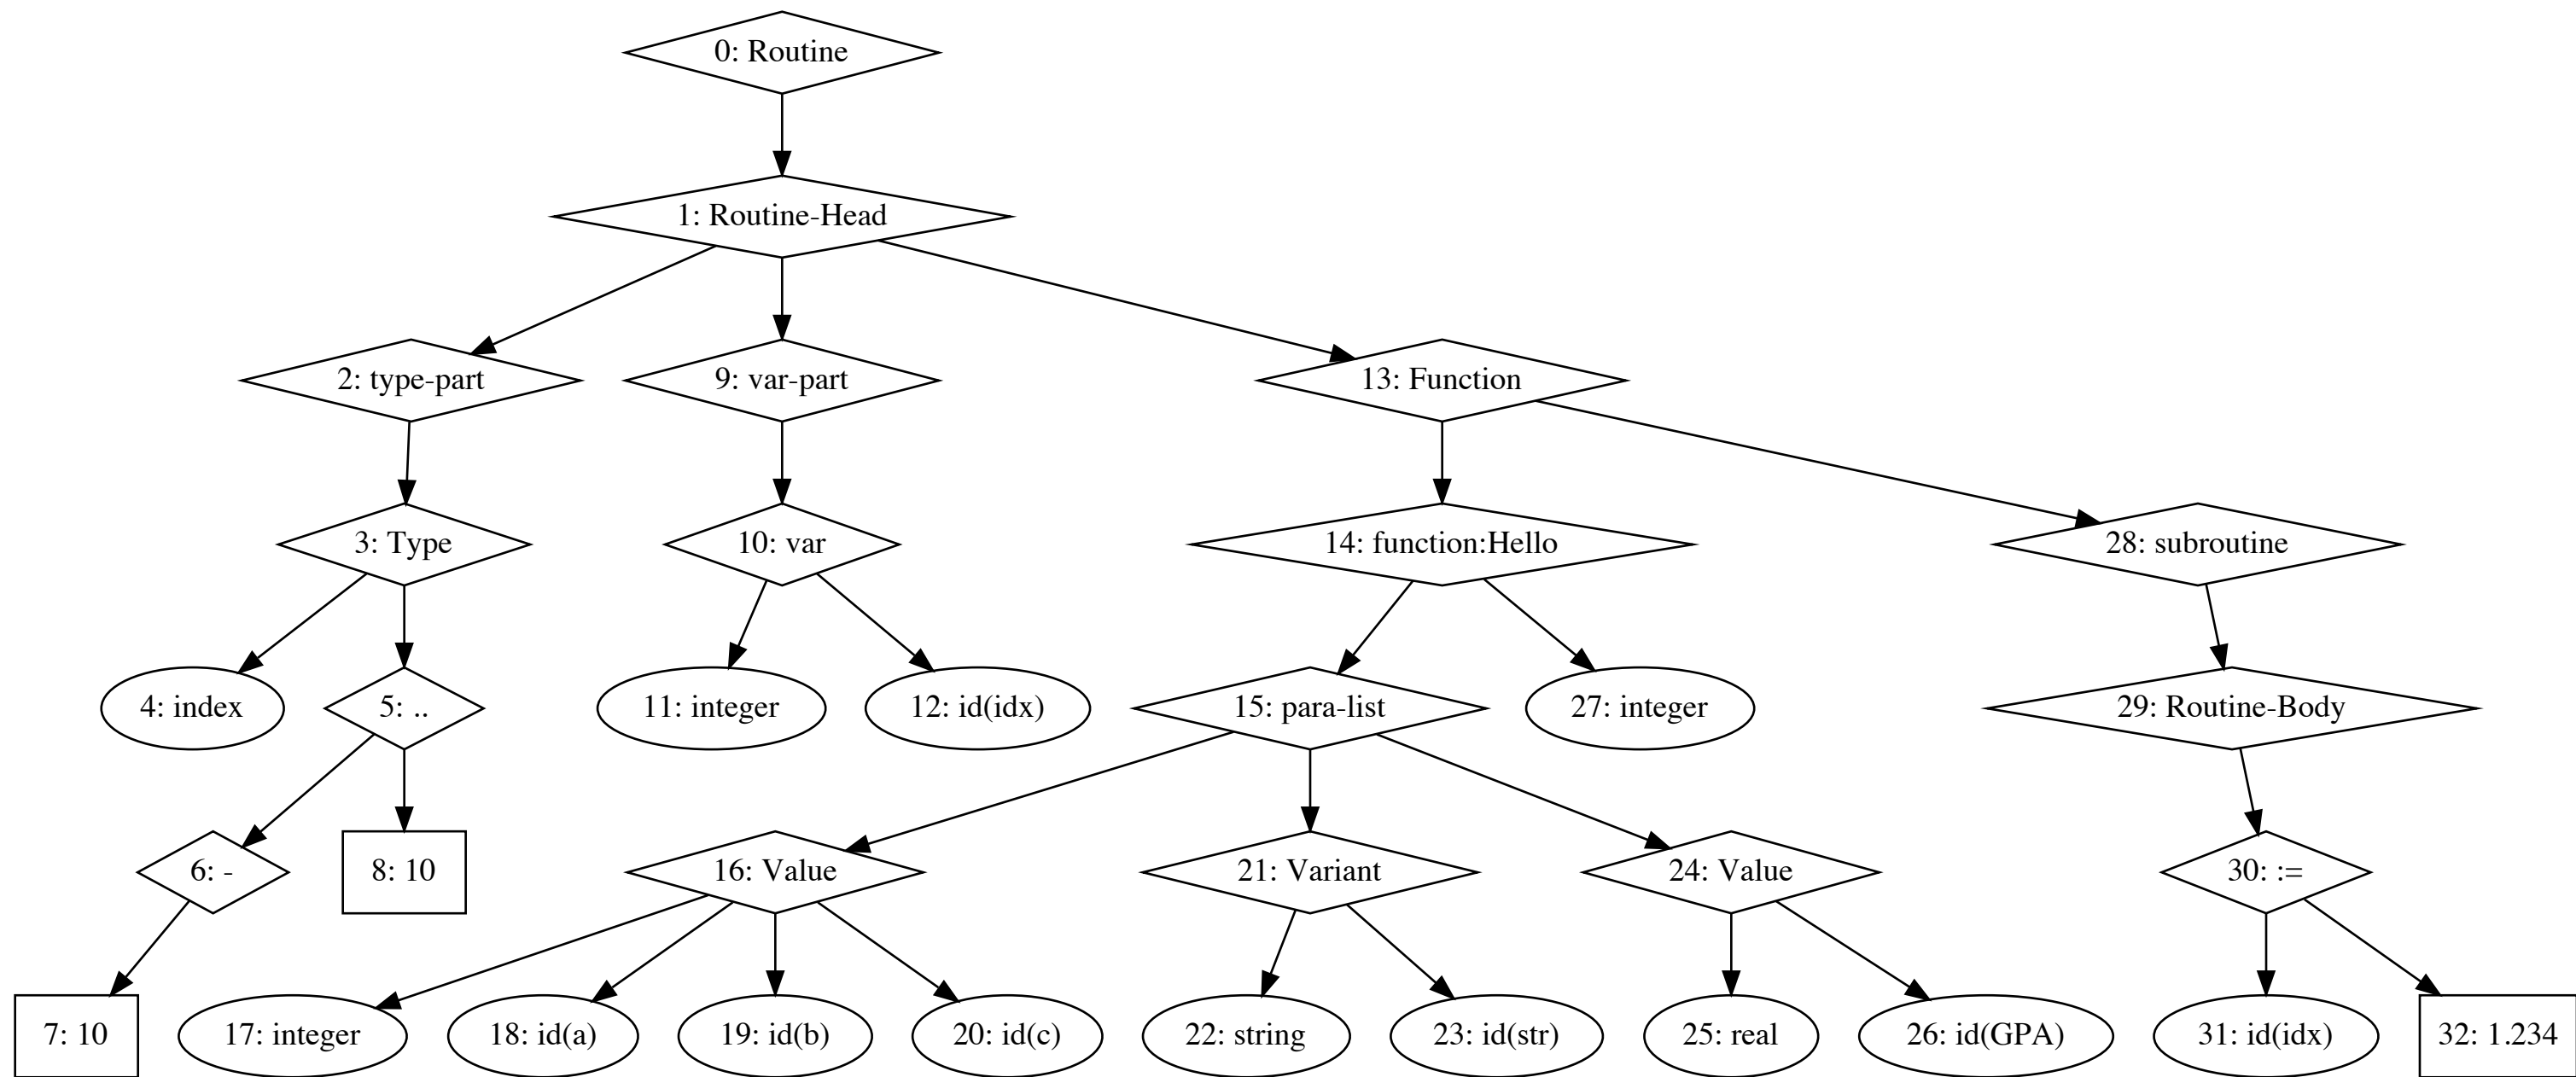 0: Routine
1: Routine-Head
2: type-part
9: var-part
13: Function
3: Type
10: var
14: function:Hello
28: subroutine
4: index
5: ..
11: integer
12: id(idx)
15: para-list
27: integer
29: Routine-Body
6: -
8: 10
16: Value
21: Variant
24: Value
30: :=
7: 10
17: integer
18: id(a)
19: id(b)
20: id(c)
22: string
23: id(str)
25: real
26: id(GPA)
31: id(idx)
32: 1.234